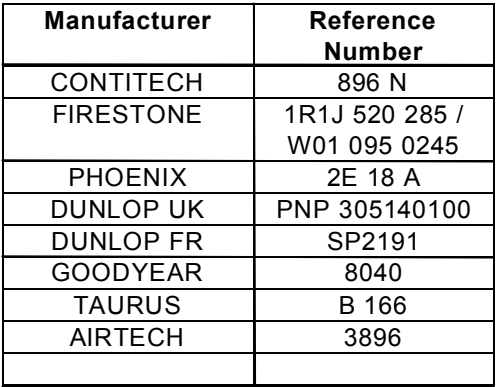 Manufacturer Reference
Number
CONTITECH 896 N
FIRESTONE 1R1J 520 285 /
W01 095 0245
PHOENIX 2E 18 A
DUNLOP UK PNP 305140100
DUNLOP FR SP2191
GOODYEAR 8040
TAURUS B 166
AIRTECH 3896